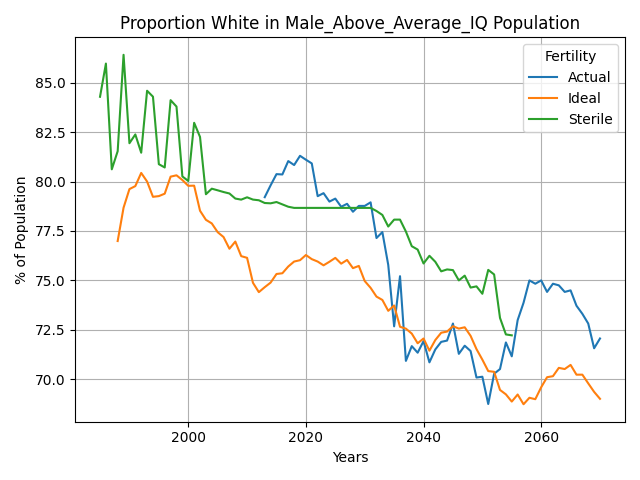 Proportion White in Male_Above_Average_IQ Population
Fertility
Actual
Ideal
Sterile
% of Population
85.0
82.5
80.0
77.5
75.0
72.5
70.0
2000
2020
2040
2060
Years